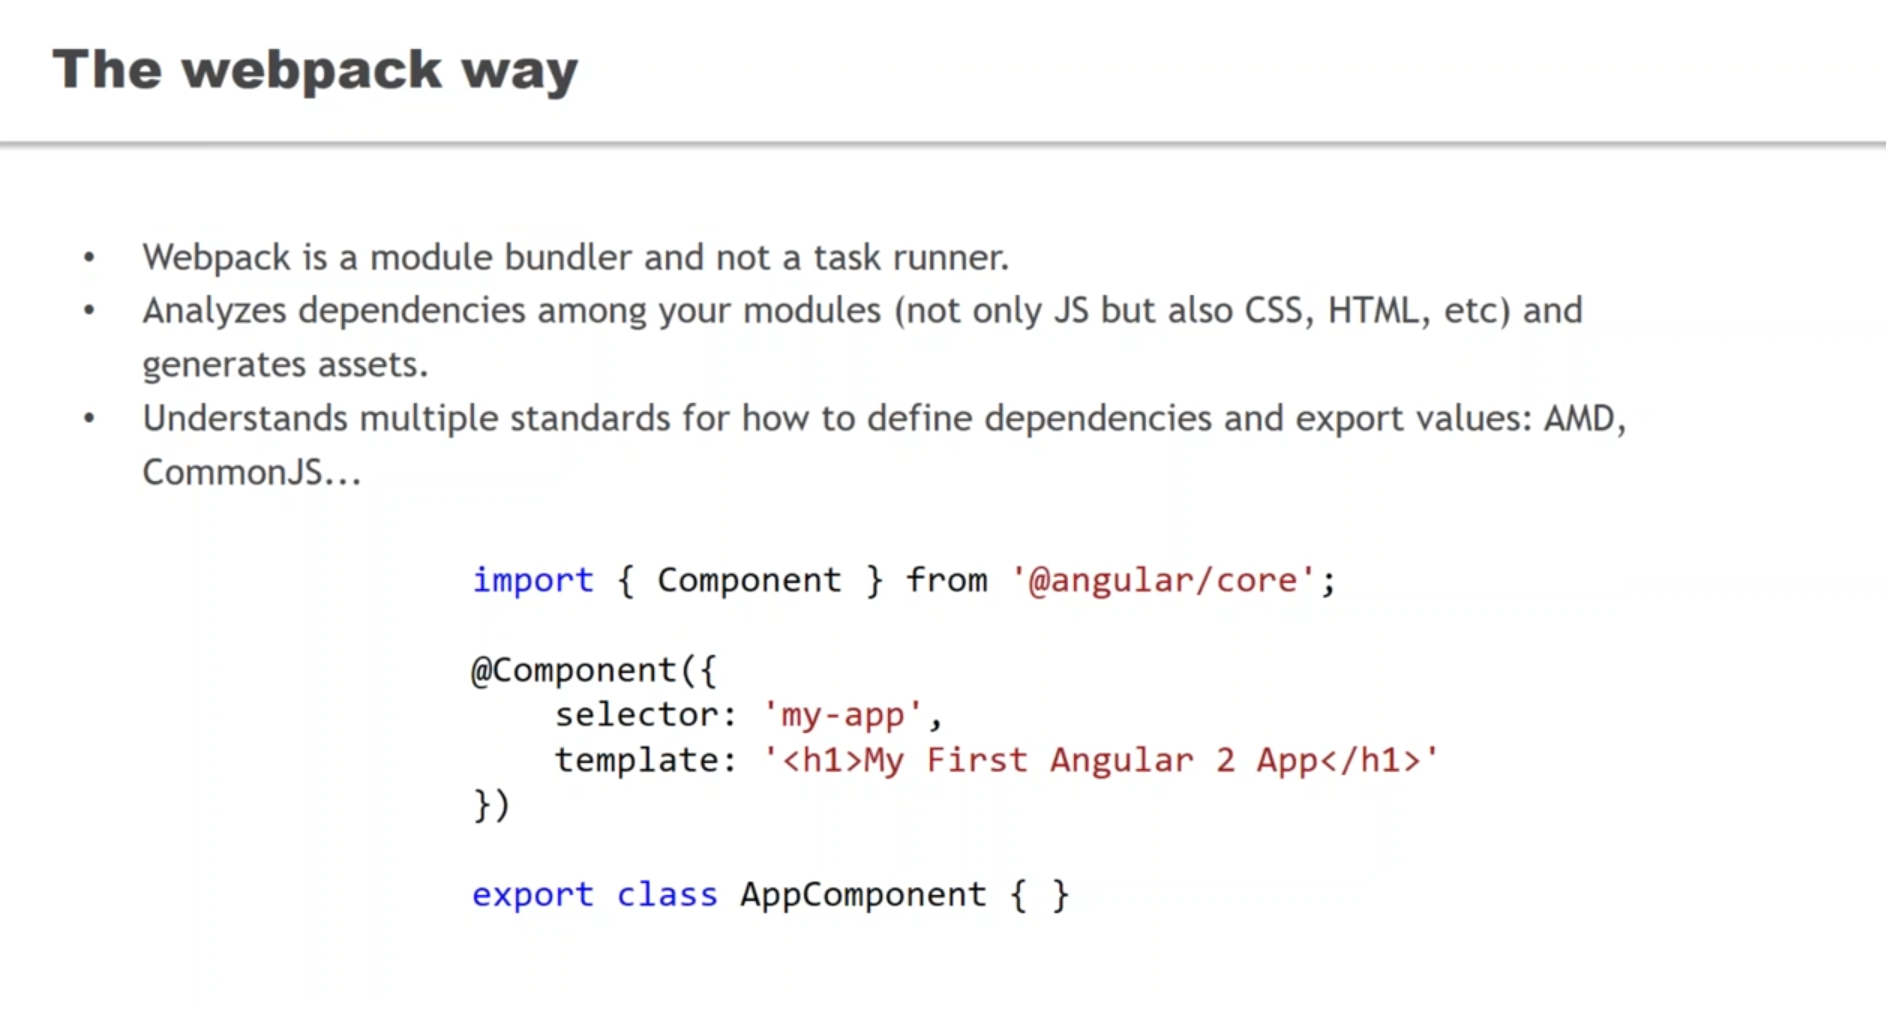 The webpack way
• Webpack is a module bundler and not a task runner.
• Analyzes dependencies among your modules (not only JS but also CSS, HTML, etc) and
generates assets.
• Understands multiple standards for how to define dependencies and export values: AMD,
CommonJS...
import { Component } from '@angular/core';
@Component({
    selector: 'my-app',
    template: '<h1>My First Angular 2 App</h1>'
})
export class AppComponent { }